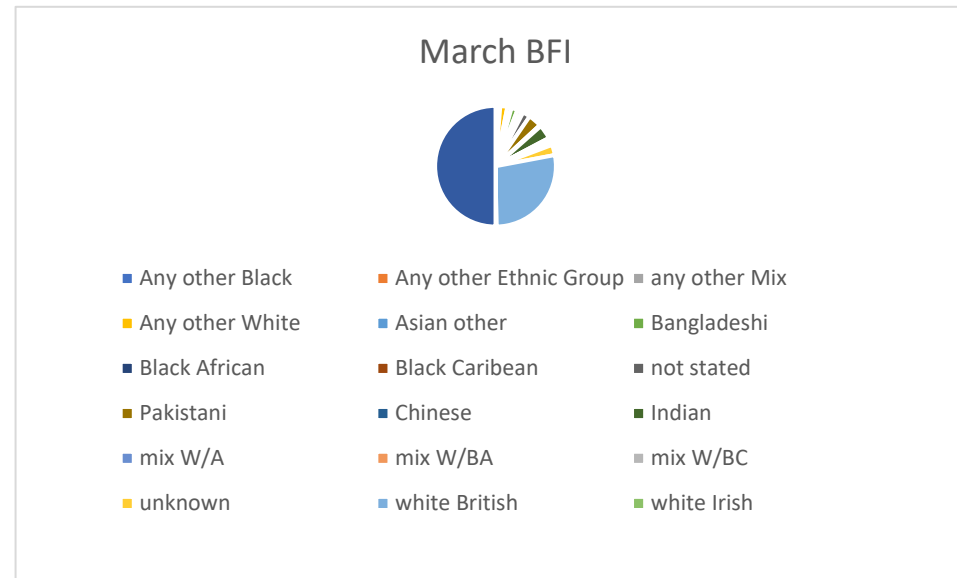 March BFI
Any other Black Any other Ethnic Group any other Mix
Any other White Asian other Bangladeshi
Black African Black Caribean not stated
Pakistani Chinese Indian
mix W/A mix W/BA mix W/BC
unknown white British white Irish